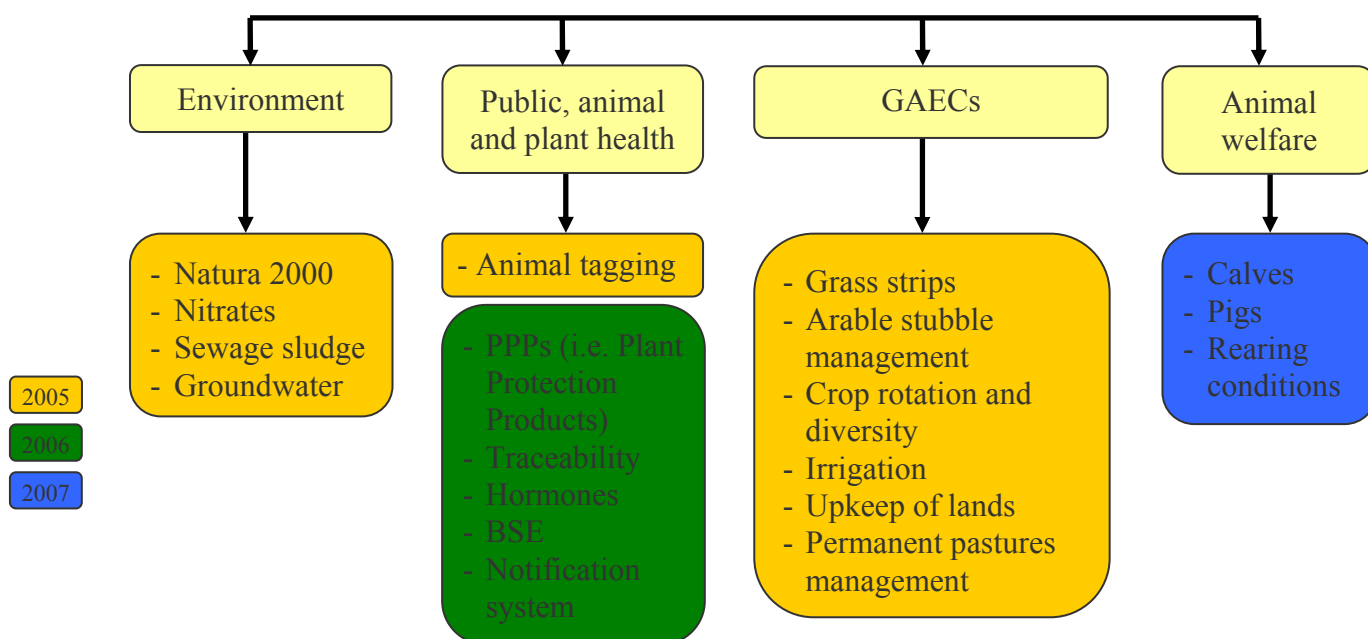 Environment
Public, animal
and plant health
GAECs
Animal
welfare
- Natura 2000
- Nitrates
- Sewage sludge
- Groundwater
- Animal tagging
- PPPs (i.e. Plant
Protection
Products)
- Traceability
- Hormones
- BSE
- Notification
system
- Grass strips
- Arable stubble
management
- Crop rotation and
diversity
- Irrigation
- Upkeep of lands
- Permanent pastures
management
- Calves
- Pigs
- Rearing
conditions
2005
2006
2007